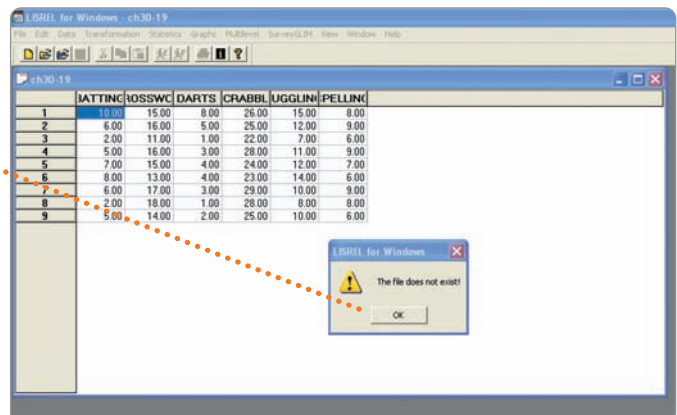 LISREL for Windows - ch30-19
File Edit Data Transformation Statistics Graphs Multilevel SurveyGLIM View Window Help
ch30-19
BATTING ROSSWC DARTS CRABBL UGGLING SPELLING
1 10.00 15.00 8.00 26.00 15.00 8.00
2 6.00 16.00 5.00 25.00 12.00 9.00
3 2.00 11.00 1.00 22.00 7.00 6.00
4 5.00 16.00 3.00 28.00 11.00 9.00
5 7.00 15.00 4.00 24.00 12.00 7.00
6 8.00 13.00 4.00 23.00 14.00 6.00
7 6.00 17.00 3.00 29.00 10.00 9.00
8 2.00 18.00 1.00 28.00 8.00 8.00
9 5.00 14.00 2.00 25.00 10.00 6.00
LISREL for Windows
The file does not exist!
OK